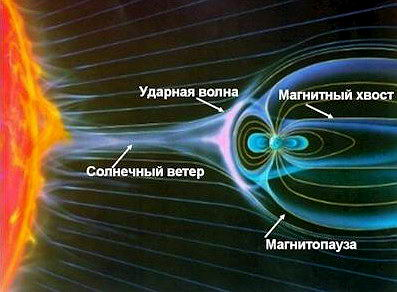 Ударная волна
Магнитный хвост
Солнечный ветер
Магнитопауза